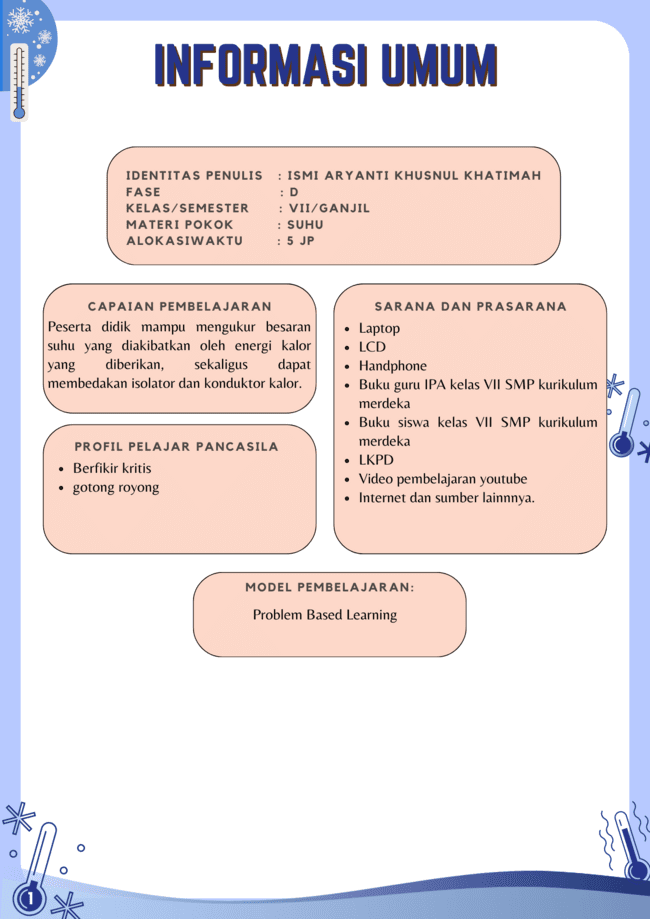 INFORMASI UMUM
IDENTITAS PENULIS : ISMI ARYANTI KHUSNUL KHATIMAH
FASE : D
KELAS/SEMESTER : VII/GANJIL
MATERI POKOK : SUHU
ALOKASIWAKTU : 5 JP
CAPAIAN PEMBELAJARAN
Peserta didik mampu mengukur besaran
suhu yang diakibatkan oleh energi kalor
yang diberikan, sekaligus dapat
membedakan isolator dan konduktor kalor.
PROFIL PELAJAR PANCASILA
• Berfikir kritis
• gotong royong
SARANA DAN PRASARANA
• Laptop
• LCD
• Handphone
• Buku guru IPA kelas VII SMP kurikulum
merdeka
• Buku siswa kelas VII SMP kurikulum
merdeka
• LKPD
• Video pembelajaran youtube
• Internet dan sumber lainnnya.
MODEL PEMBELAJARAN:
Problem Based Learning
1